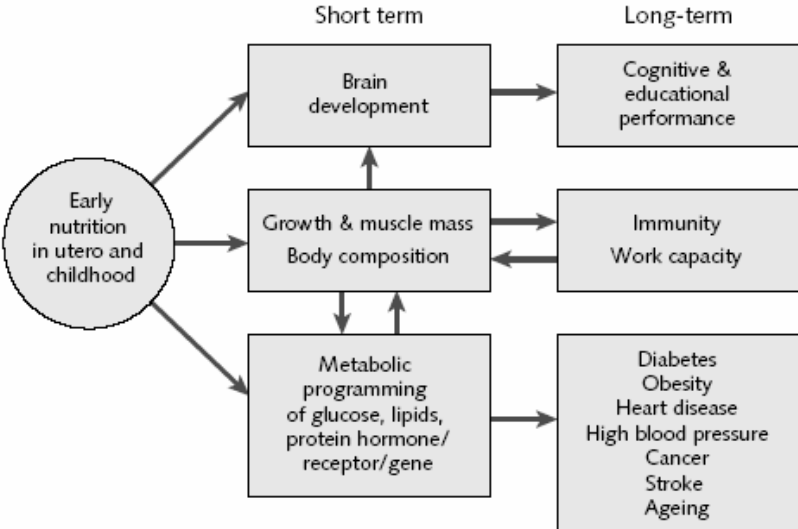 Short term
Long-term
Brain
development
Cognitive &
educational
performance
Early
nutrition
in utero and
childhood
Growth & muscle mass
Body composition
Immunity
Work capacity
Metabolic
programming
of glucose, lipids,
protein hormone/
receptor/gene
Diabetes
Obesity
Heart disease
High blood pressure
Cancer
Stroke
Ageing